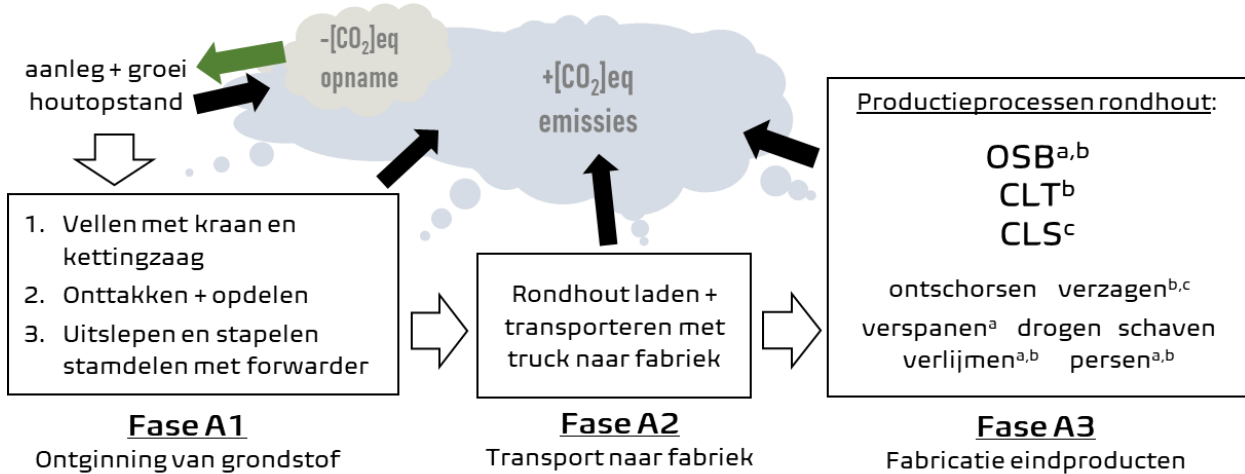 -[CO₂]eq
opname
aanleg + groei
houtopstand
+[CO₂]eq
emissies
1. Vellen met kraan en
kettingzaag
2. Onttakken + opdelen
3. Uitslepen en stapelen
stamdelen met forwarder
Fase A1
Ontginning van grondstof
Rondhout laden +
transporteren met
truck naar fabriek
Fase A2
Transport naar fabriek
Productieprocessen rondhout:
OSBᵃ,ᵇ
CLTᵇ
CLSᶜ
ontschorsen verzagenᵇ,ᶜ
verspanenᵃ drogen schaven
verlijmenᵃ,ᵇ persenᵃ,ᵇ
Fase A3
Fabricatie eindproducten